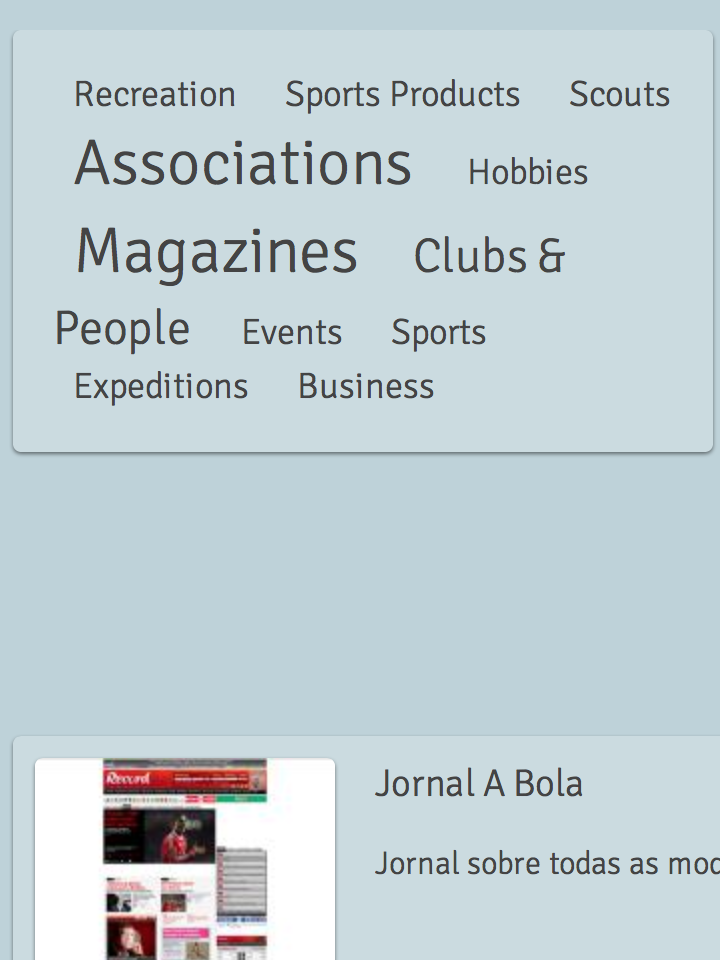 Recreation Sports Products Scouts
Associations Hobbies
Magazines Clubs &
People Events Sports
Expeditions Business
Record
Jornal A Bola
Jornal sobre todas as mod